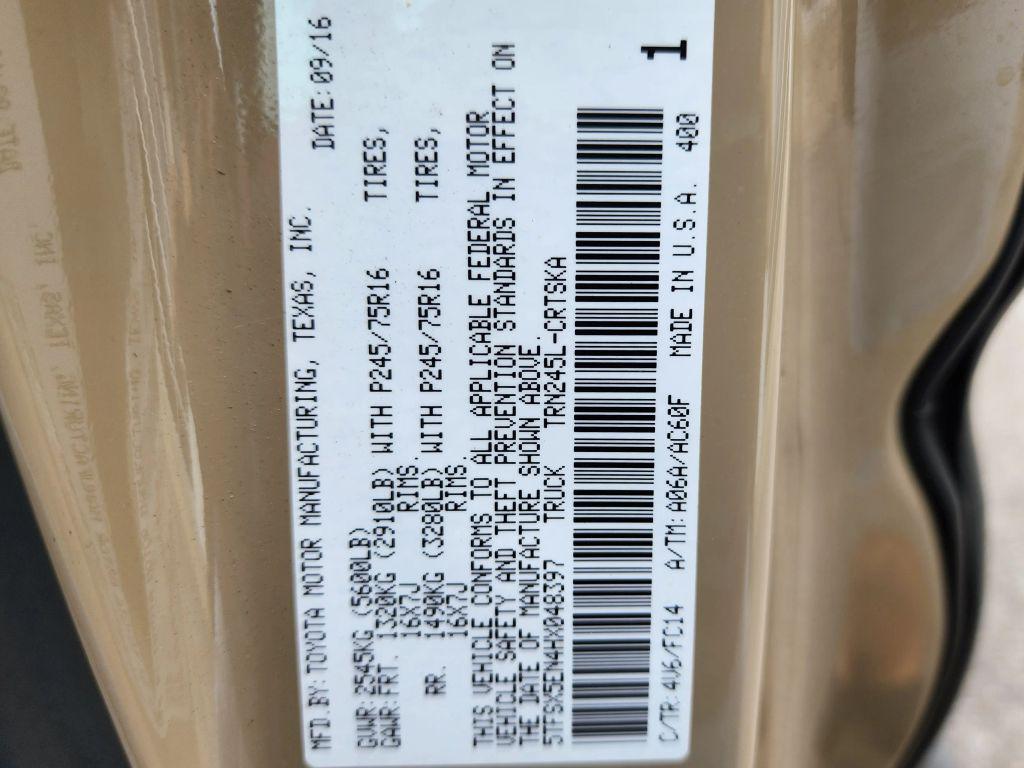 MFD.BY:TOYOTA MOTOR MANUFACTURING, TEXAS, INC. DATE:09/16
GVWR:2545KG (5600LB)
GAWR:FRT. 1320KG (2910LB) WITH P245/75R16 TIRES,
16X7J RIMS.
RR. 1490KG (3280LB) WITH P245/75R16 TIRES,
16X7J RIMS.
THIS VEHICLE CONFORMS TO ALL APPLICABLE FEDERAL MOTOR
VEHICLE SAFETY AND THEFT PREVENTION STANDARDS IN EFFECT ON
THE DATE OF MANUFACTURE SHOWN ABOVE.
5TFSX5EN4HX048397 TRUCK TRN245L-CRTSKA
1
C/TR:4V6/FC14 A/TM:A06A/AC60F MADE IN U.S.A. 400